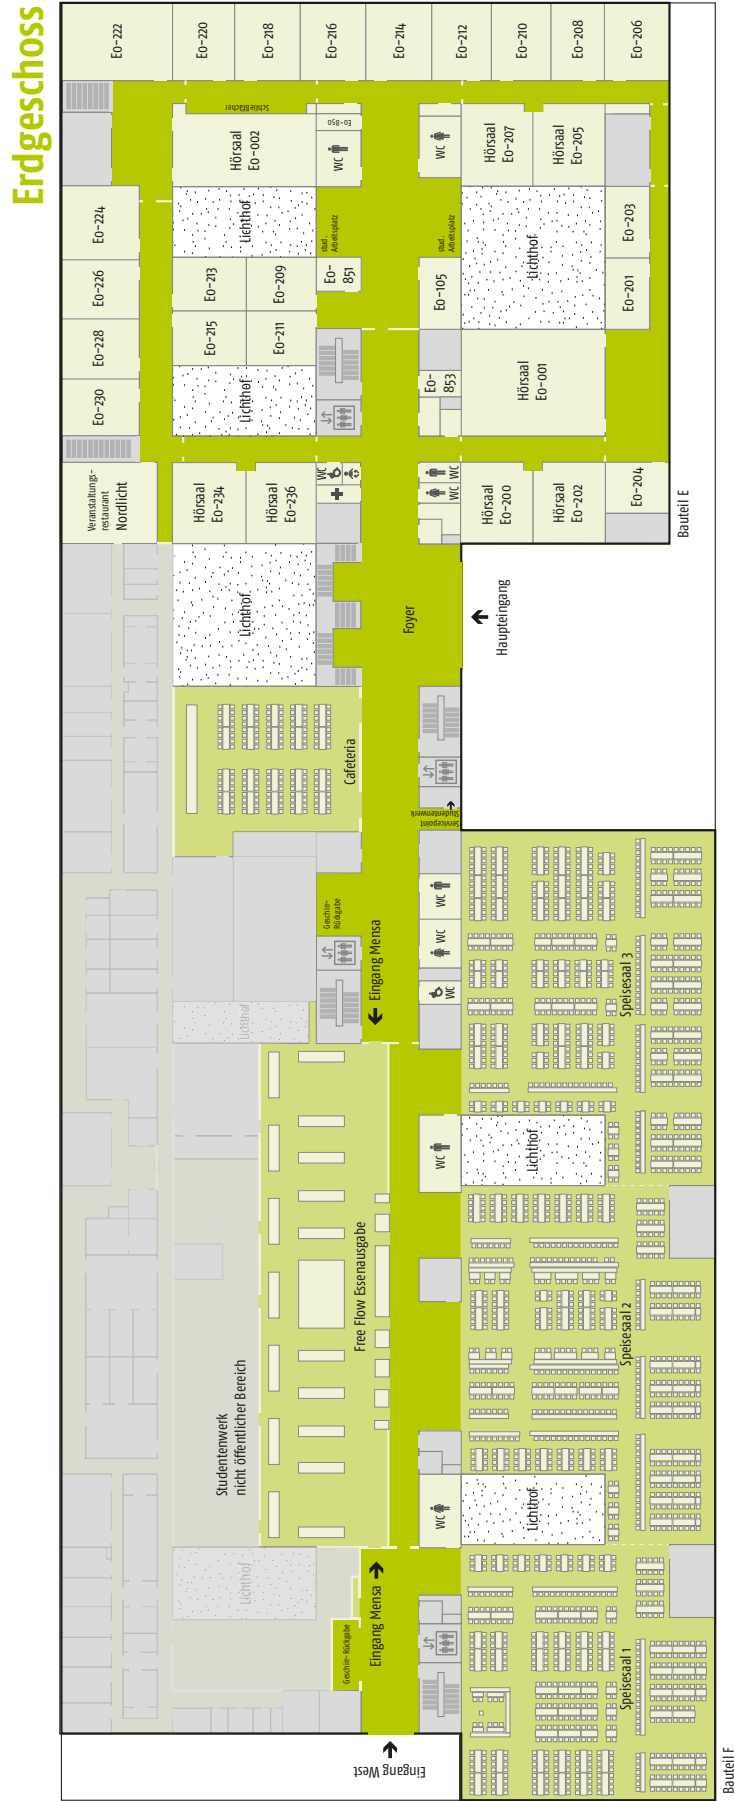 Erdgeschoss
E0-222
E0-220
E0-218
E0-216
E0-214
E0-212
E0-210
E0-208
E0-206
Schließfächer
Hörsaal
E0-002
E0-850
WC
WC
Hörsaal
E0-207
Hörsaal
E0-205
E0-224
Lichthof
stud.
Arbeitsplatz
stud.
Arbeitsplatz
Lichthof
E0-203
E0-226
E0-213
E0-209
E0-
851
E0-105
E0-201
E0-228
E0-215
E0-211
E0-230
Lichthof
E0-
853
Hörsaal
E0-001
Veranstaltungs-
restaurant
Nordlicht
Hörsaal
E0-234
Hörsaal
E0-236
WC
WC
WC
Hörsaal
E0-200
Hörsaal
E0-202
E0-204
Bauteil E
Lichthof
Foyer
Haupteingang
Cafeteria
Servicepoint
Studentenwerk
Geschirr-
Rückgabe
WC
WC
WC
Eingang Mensa
Speisesaal 3
Lichthof
WC
Lichthof
Free Flow Essenausgabe
Speisesaal 2
Studentenwerk
nicht öffentlicher Bereich
WC
Lichthof
Lichthof
Geschirr-Rückgabe
Eingang Mensa
Speisesaal 1
Eingang West
Bauteil F